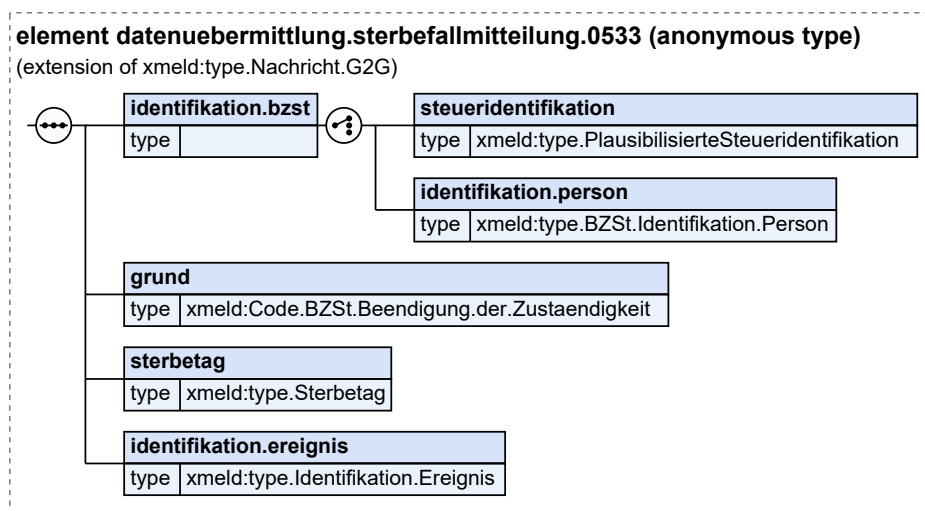 element datenuebermittlung.sterbefallmitteilung.0533 (anonymous type)
(extension of xmeld:type.Nachricht.G2G)
identifikation.bzst
type
steueridentifikation
type xmeld:type.PlausibilisierteSteueridentifikation
identifikation.person
type xmeld:type.BZSt.Identifikation.Person
grund
type xmeld:Code.BZSt.Beendigung.der.Zustaendigkeit
sterbetag
type xmeld:type.Sterbetag
identifikation.ereignis
type xmeld:type.Identifikation.Ereignis